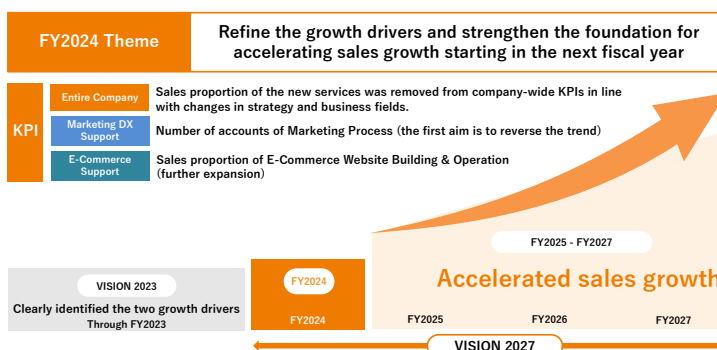 FY2024 Theme
Refine the growth drivers and strengthen the foundation for
accelerating sales growth starting in the next fiscal year
KPI
Entire Company
Sales proportion of the new services was removed from company-wide KPIs in line
with changes in strategy and business fields.
Marketing DX
Support
Number of accounts of Marketing Process (the first aim is to reverse the trend)
E-Commerce
Support
Sales proportion of E-Commerce Website Building & Operation
(further expansion)
FY2025 - FY2027
VISION 2023
Clearly identified the two growth drivers
Through FY2023
FY2024
FY2024
Accelerated sales growth
FY2025
FY2026
FY2027
VISION 2027